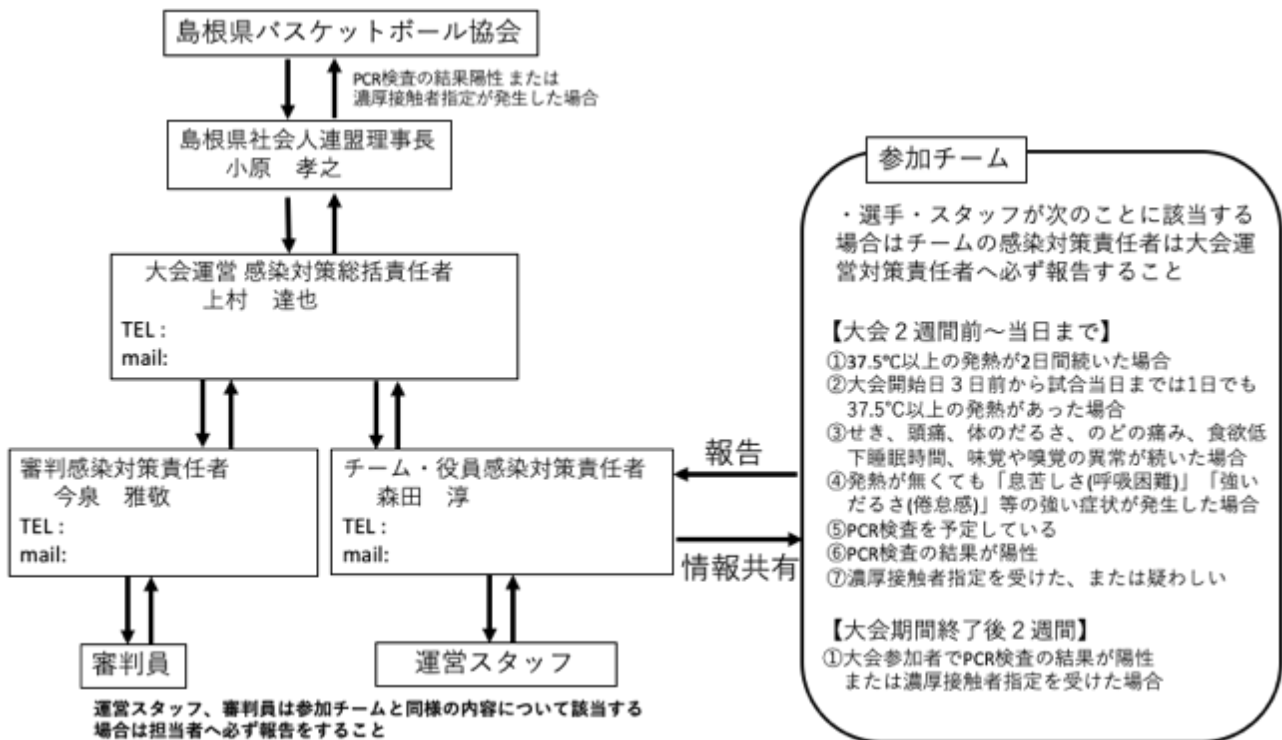 島根県バスケットボール協会
PCR検査の結果陽性 または
濃厚接触者指定が発生した場合
島根県社会人連盟理事長
小原　孝之
大会運営 感染対策総括責任者
上村　達也
TEL：
mail:
審判感染対策責任者
今泉　雅敬
TEL：
mail:
チーム・役員感染対策責任者
森田　淳
TEL：
mail:
報告
情報共有
審判員
運営スタッフ
運営スタッフ、審判員は参加チームと同様の内容について該当する
場合は担当者へ必ず報告をすること
参加チーム
・選手・スタッフが次のことに該当する
場合はチームの感染対策責任者は大会運
営対策責任者へ必ず報告すること
【大会２週間前～当日まで】
①37.5℃以上の発熱が2日間続いた場合
②大会開始日３日前から試合当日までは1日でも
37.5℃以上の発熱があった場合
③せき、頭痛、体のだるさ、のどの痛み、食欲低
下睡眠時間、味覚や嗅覚の異常が続いた場合
④発熱が無くても「息苦しさ(呼吸困難)」「強い
だるさ(倦怠感)」等の強い症状が発生した場合
⑤PCR検査を予定している
⑥PCR検査の結果が陽性
⑦濃厚接触者指定を受けた、または疑わしい
【大会期間終了後２週間】
①大会参加者でPCR検査の結果が陽性
または濃厚接触者指定を受けた場合